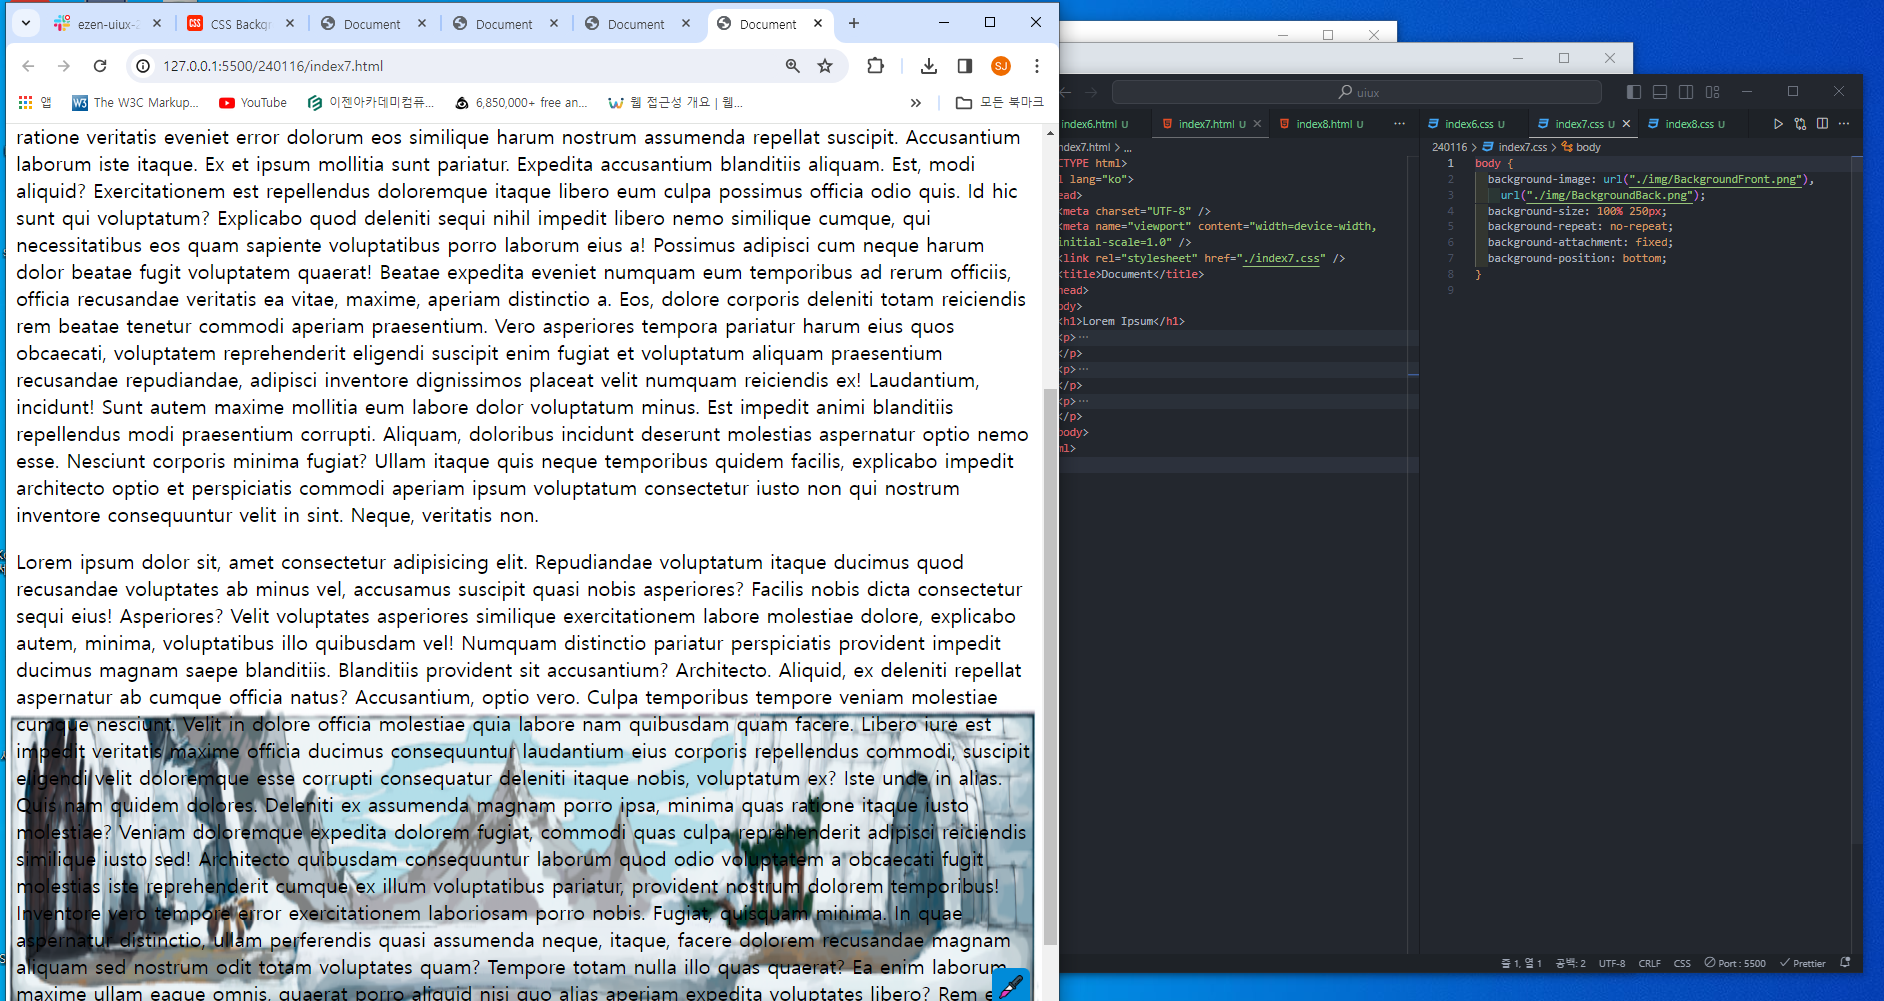 ezen-uiux-2
CSS Backgr
Document
Document
Document
Document
127.0.0.1:5500/240116/index7.html
앱
The W3C Markup...
YouTube
이젠아카데미컴퓨...
6,850,000+ free an...
웹 접근성 개요 | 웹...
»
모든 북마크
ratione veritatis eveniet error dolorum eos similique harum nostrum assumenda repellat suscipit. Accusantium
laborum iste itaque. Ex et ipsum mollitia sunt pariatur. Expedita accusantium blanditiis aliquam. Est, modi
aliquid? Exercitationem est repellendus doloremque itaque libero eum culpa possimus officia odio quis. Id hic
sunt qui voluptatum? Explicabo quod deleniti sequi nihil impedit libero nemo similique cumque, qui
necessitatibus eos quam sapiente voluptatibus porro laborum eius a! Possimus adipisci cum neque harum
dolor beatae fugit voluptatem quaerat! Beatae expedita eveniet numquam eum temporibus ad rerum officiis,
officia recusandae veritatis ea vitae, maxime, aperiam distinctio a. Eos, dolore corporis deleniti totam reiciendis
rem beatae tenetur commodi aperiam praesentium. Vero asperiores tempora pariatur harum eius quos
obcaecati, voluptatem reprehenderit eligendi suscipit enim fugiat et voluptatum aliquam praesentium
recusandae repudiandae, adipisci inventore dignissimos placeat velit numquam reiciendis ex! Laudantium,
incidunt! Sunt autem maxime mollitia eum labore dolor voluptatum minus. Est impedit animi blanditiis
repellendus modi praesentium corrupti. Aliquam, doloribus incidunt deserunt molestias aspernatur optio nemo
esse. Nesciunt corporis minima fugiat? Ullam itaque quis neque temporibus quidem facilis, explicabo impedit
architecto optio et perspiciatis commodi aperiam ipsum voluptatum consectetur iusto non qui nostrum
inventore consequuntur velit in sint. Neque, veritatis non.
Lorem ipsum dolor sit, amet consectetur adipisicing elit. Repudiandae voluptatum itaque ducimus quod
recusandae voluptates ab minus vel, accusamus suscipit quasi nobis asperiores? Facilis nobis dicta consectetur
sequi eius! Asperiores? Velit voluptates asperiores similique exercitationem labore molestiae dolore, explicabo
autem, minima, voluptatibus illo quibusdam vel! Numquam distinctio pariatur perspiciatis provident impedit
ducimus magnam saepe blanditiis. Blanditiis provident sit accusantium? Architecto. Aliquid, ex deleniti repellat
aspernatur ab cumque officia natus? Accusantium, optio vero. Culpa temporibus tempore veniam molestiae
cumque nesciunt. Velit in dolore officia molestiae quia labore nam quibusdam quam facere. Libero iure est
impedit veritatis maxime officia ducimus consequuntur laudantium eius corporis repellendus commodi, suscipit
eligendi velit doloremque esse corrupti consequatur deleniti itaque nobis, voluptatum ex? Iste unde in alias.
Quis nam quidem dolores. Deleniti ex assumenda magnam porro ipsa, minima quas ratione itaque iusto
molestiae? Veniam doloremque expedita dolorem fugiat, commodi quas culpa reprehenderit adipisci reiciendis
similique iusto sed! Architecto quibusdam consequuntur laborum quod odio voluptatem a obcaecati fugit
molestias iste reprehenderit cumque ex illum voluptatibus pariatur, provident nostrum dolorem temporibus!
Inventore vero tempore error exercitationem laboriosam porro nobis. Fugiat, quisquam minima. In quae
aspernatur distinctio, ullam perferendis quasi assumenda neque, itaque, facere dolorem recusandae magnam
aliquam sed nostrum odit totam voluptates quam? Tempore totam nulla illo quas quaerat? Ea enim laborum
maxime ullam eaque omnis, quaerat porro aliquid nisi quo alias aperiam expedita voluptates libero? Rem e
SJ
uiux
index6.html U
index7.html U
index8.html U
ndex7.html > ...
CTYPE html>
l lang="ko">
ead>
<meta charset="UTF-8" />
<meta name="viewport" content="width=device-width,
initial-scale=1.0" />
<link rel="stylesheet" href="./index7.css" />
<title>Document</title>
head>
ody>
<h1>Lorem Ipsum</h1>
<p>···
</p>
<p>···
</p>
<p>···
</p>
body>
ml>
index6.css U
index7.css U
index8.css U
240116 > index7.css > body
1 body {
2 background-image: url("./img/BackgroundFront.png"),
3 url("./img/BackgroundBack.png");
4 background-size: 100% 250px;
5 background-repeat: no-repeat;
6 background-attachment: fixed;
7 background-position: bottom;
8 }
9
줄 1, 열 1
공백: 2
UTF-8
CRLF
CSS
Port : 5500
Prettier